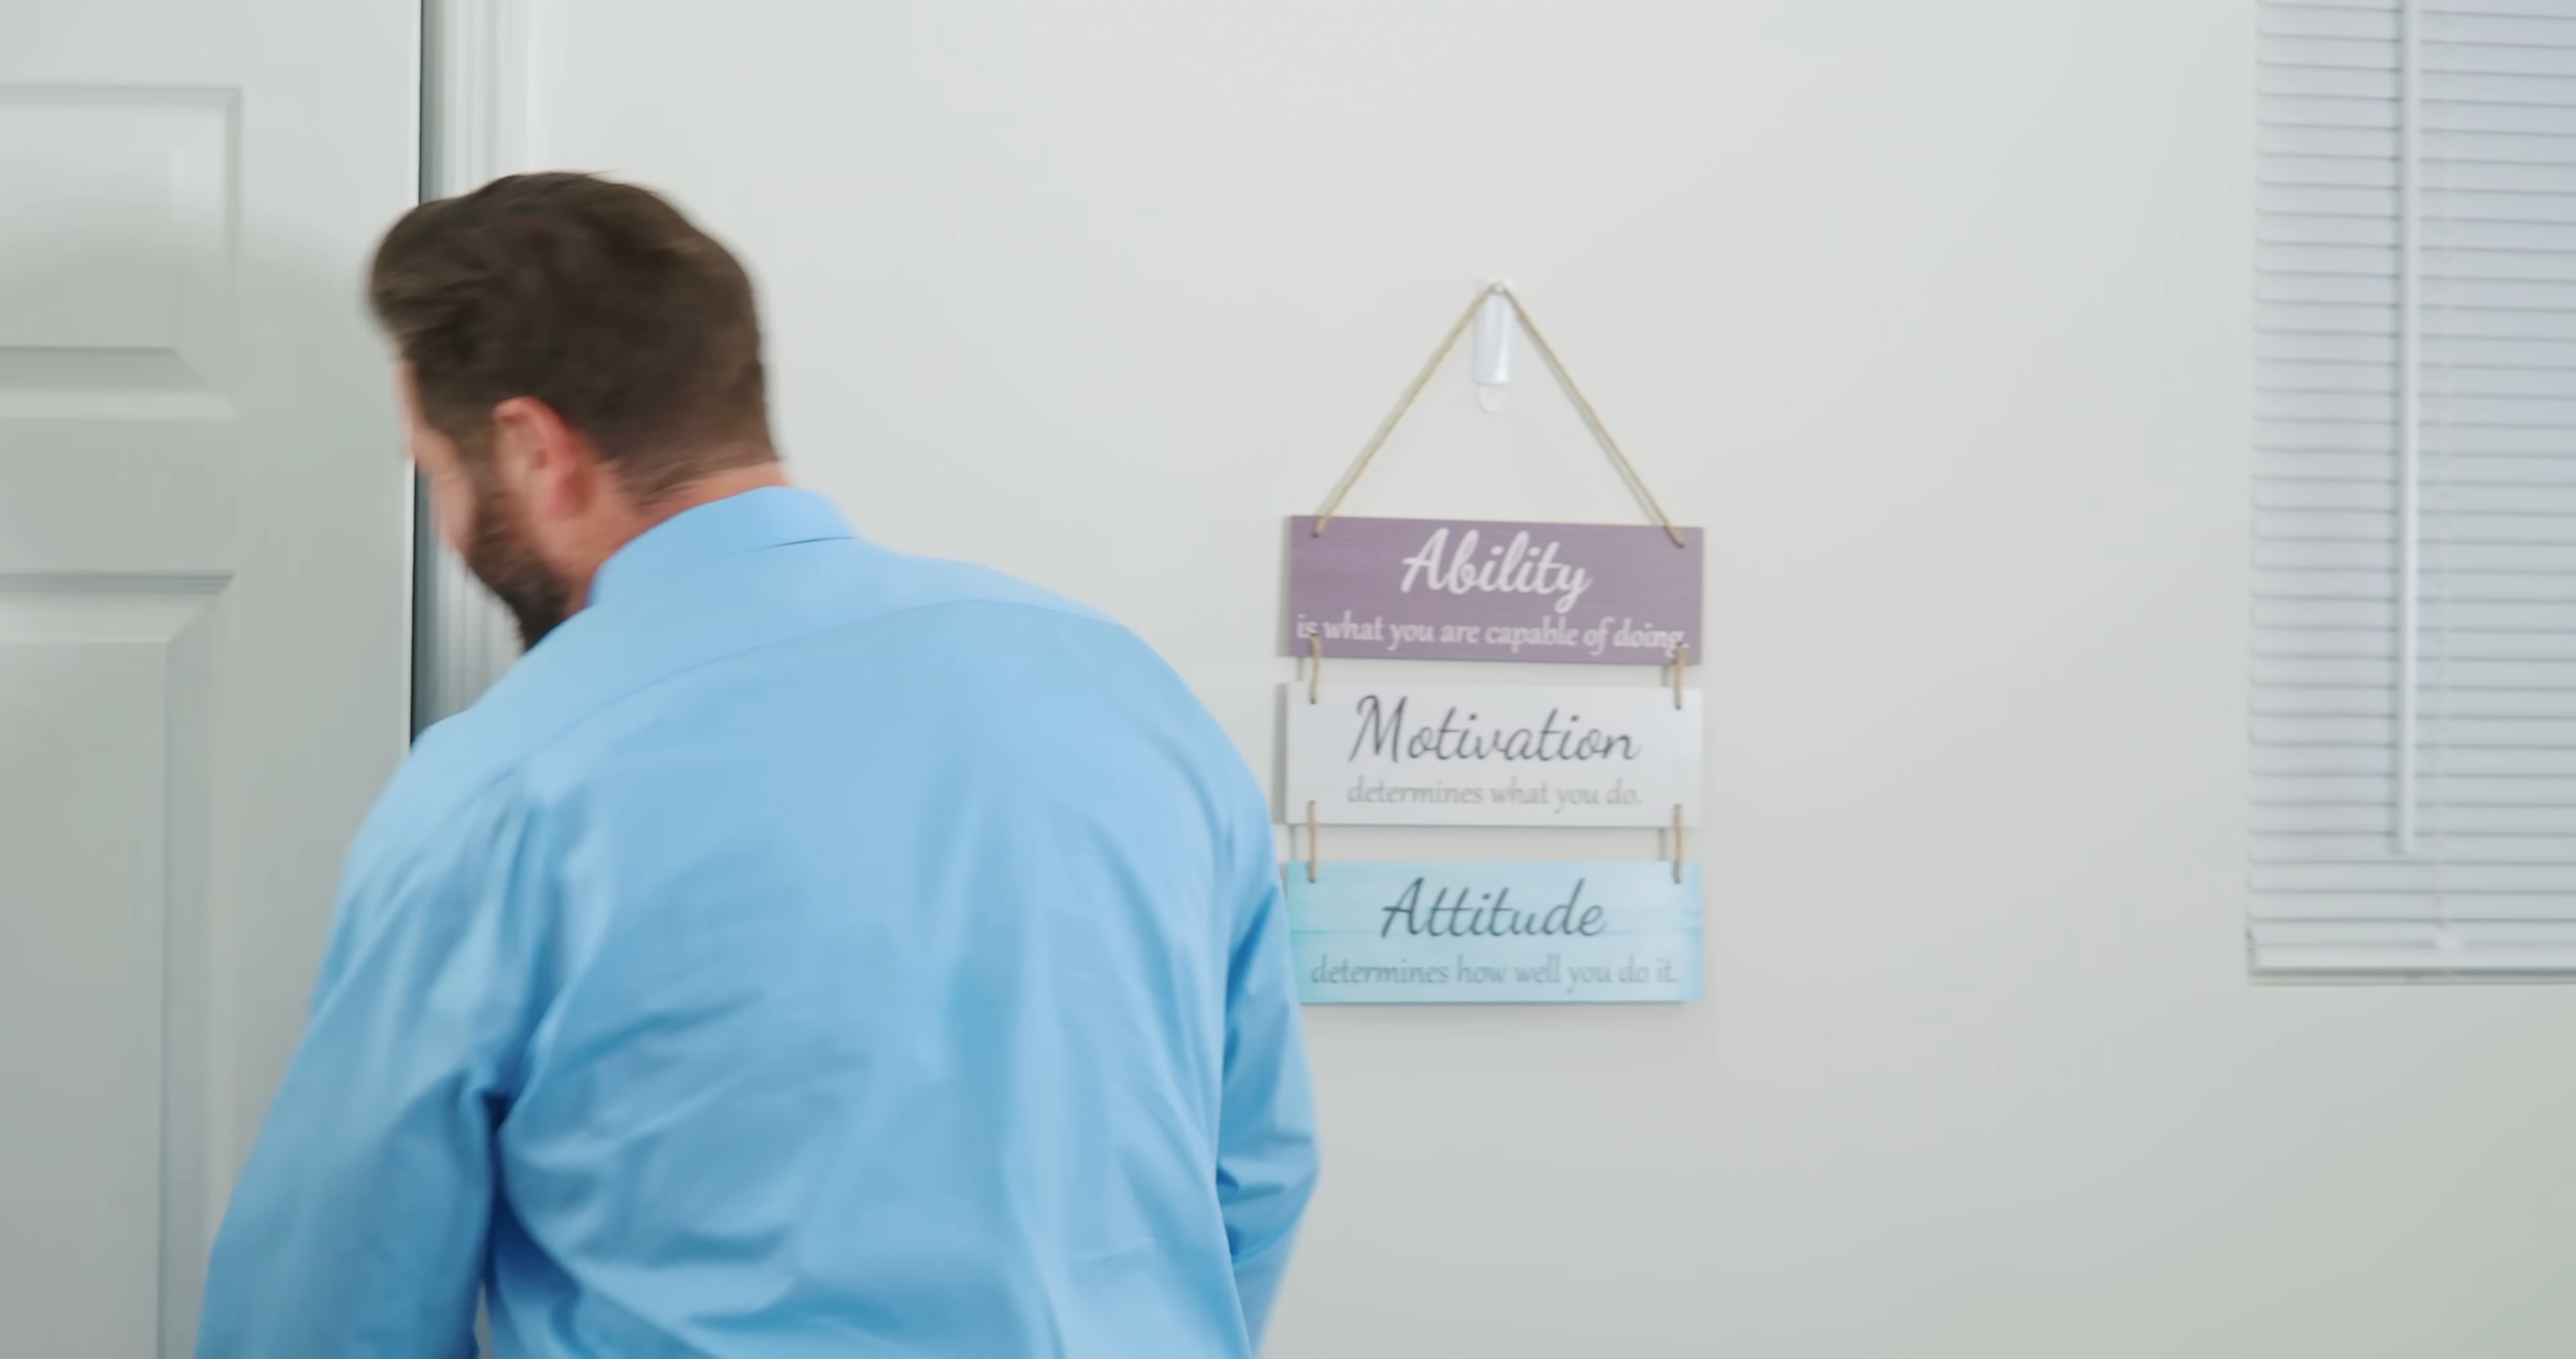 Ability
is what you are capable of doing.
Motivation
determines what you do.
Attitude
determines how well you do it.